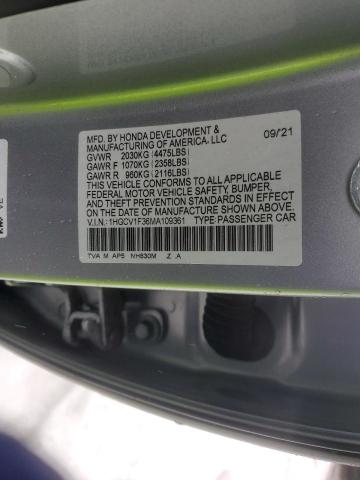 MFD. BY HONDA DEVELOPMENT & 09/21
MANUFACTURING OF AMERICA, LLC
GVWR 2030KG(4475LBS)
GAWR F 1070KG(2358LBS)
GAWR R 960KG(2116LBS)
THIS VEHICLE CONFORMS TO ALL APPLICABLE
FEDERAL MOTOR VEHICLE SAFETY, BUMPER,
AND THEFT PREVENTION STANDARDS IN EFFECT
ON THE DATE OF MANUFACTURE SHOWN ABOVE.
V.I.N.: 1HGCV1F36MA109361 TYPE:PASSENGER CAR
TVA M AP5 NH830M Z A